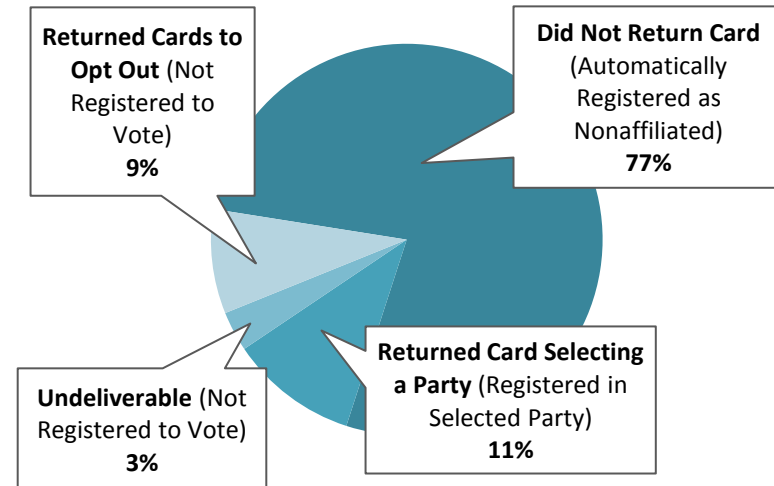 Returned Cards to
Opt Out (Not
Registered to
Vote)
9%
Did Not Return Card
(Automatically
Registered as
Nonaffiliated)
77%
Undeliverable (Not
Registered to Vote)
3%
Returned Card Selecting
a Party (Registered in
Selected Party)
11%